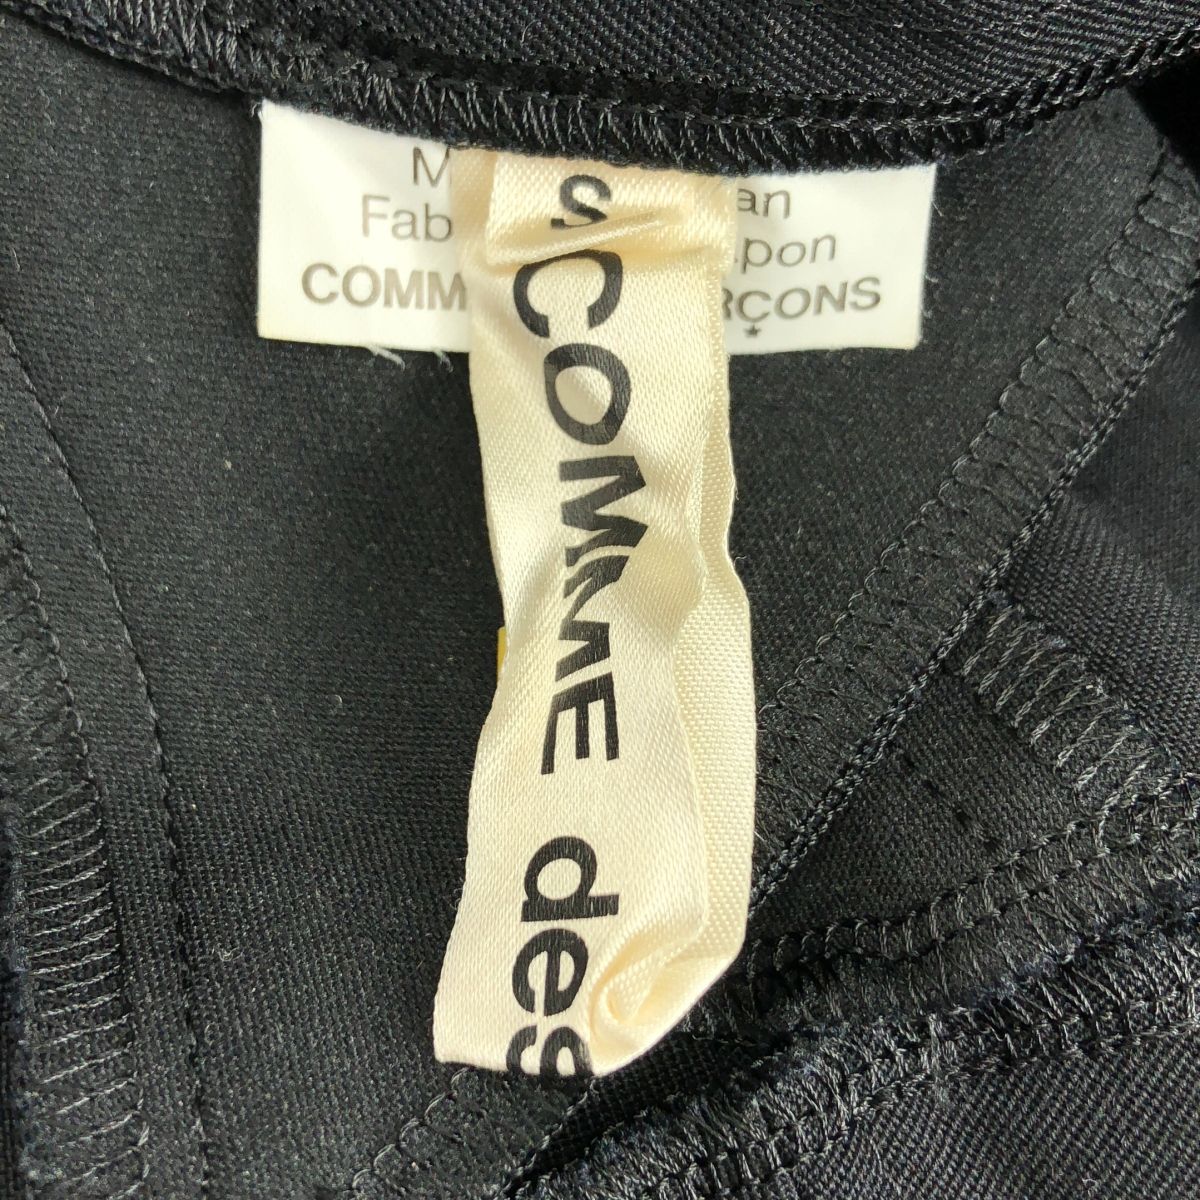 M an
Fab pon
COMM RÇONS
s COMME des